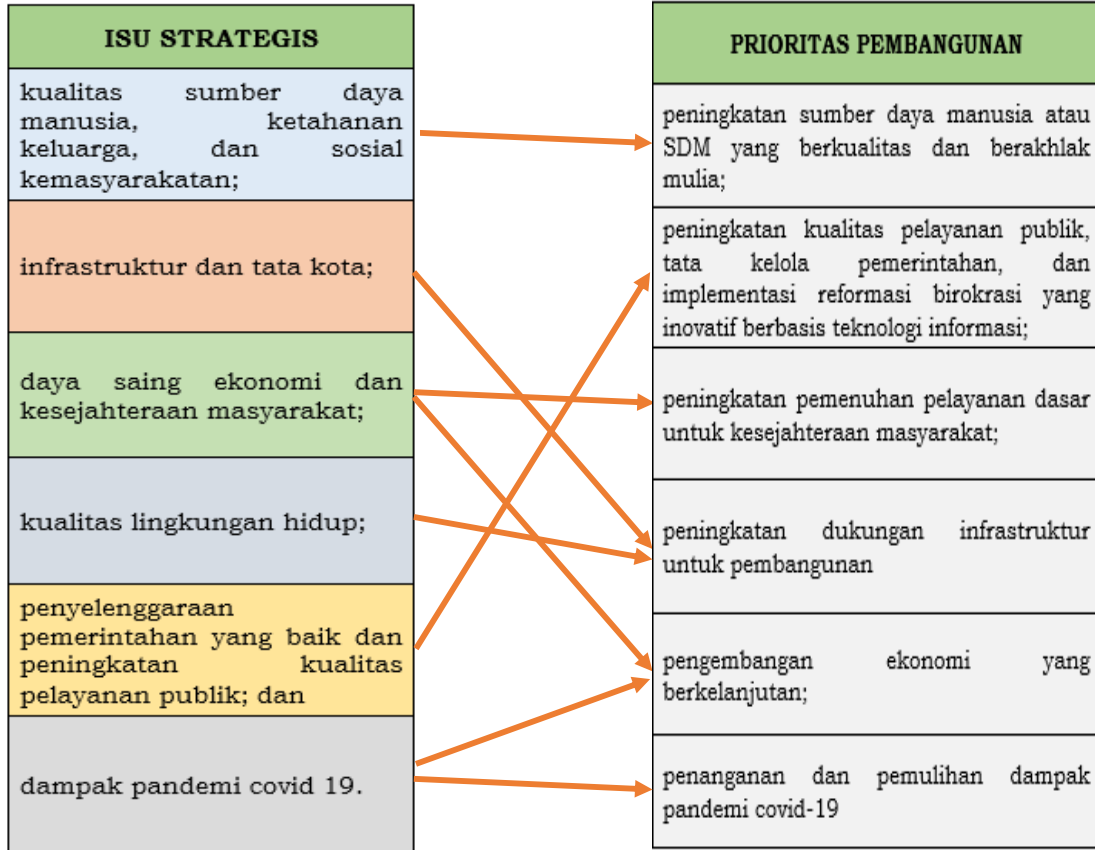 ISU STRATEGIS
kualitas sumber daya
manusia, ketahanan
keluarga, dan sosial
kemasyarakatan;
infrastruktur dan tata kota;
daya saing ekonomi dan
kesejahteraan masyarakat;
kualitas lingkungan hidup;
penyelenggaraan
pemerintahan yang baik dan
peningkatan kualitas
pelayanan publik; dan
dampak pandemi covid 19.
PRIORITAS PEMBANGUNAN
peningkatan sumber daya manusia atau
SDM yang berkualitas dan berakhlak
mulia;
peningkatan kualitas pelayanan publik,
tata kelola pemerintahan, dan
implementasi reformasi birokrasi yang
inovatif berbasis teknologi informasi;
peningkatan pemenuhan pelayanan dasar
untuk kesejahteraan masyarakat;
peningkatan dukungan infrastruktur
untuk pembangunan
pengembangan ekonomi yang
berkelanjutan;
penanganan dan pemulihan dampak
pandemi covid-19